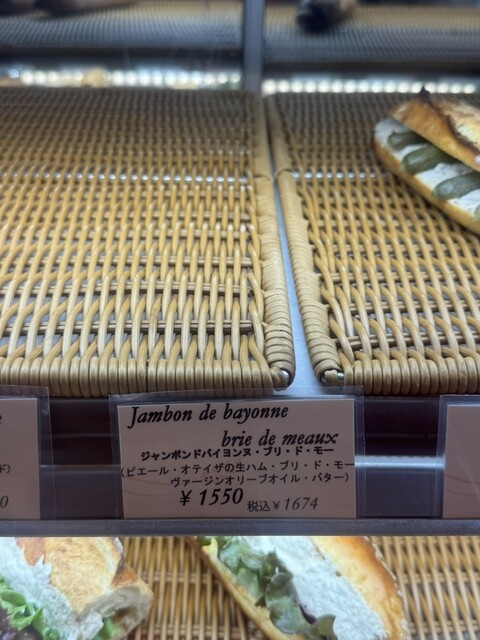 Jambon de bayonne
brie de meaux
ジャンボンドバイヨンヌ・ブリ・ド・モー
(ピエール・オテイザの生ハム・ブリ・ド・モー
ヴァージンオリーブオイル・バター)
¥1550 税込¥1674
ド)
0